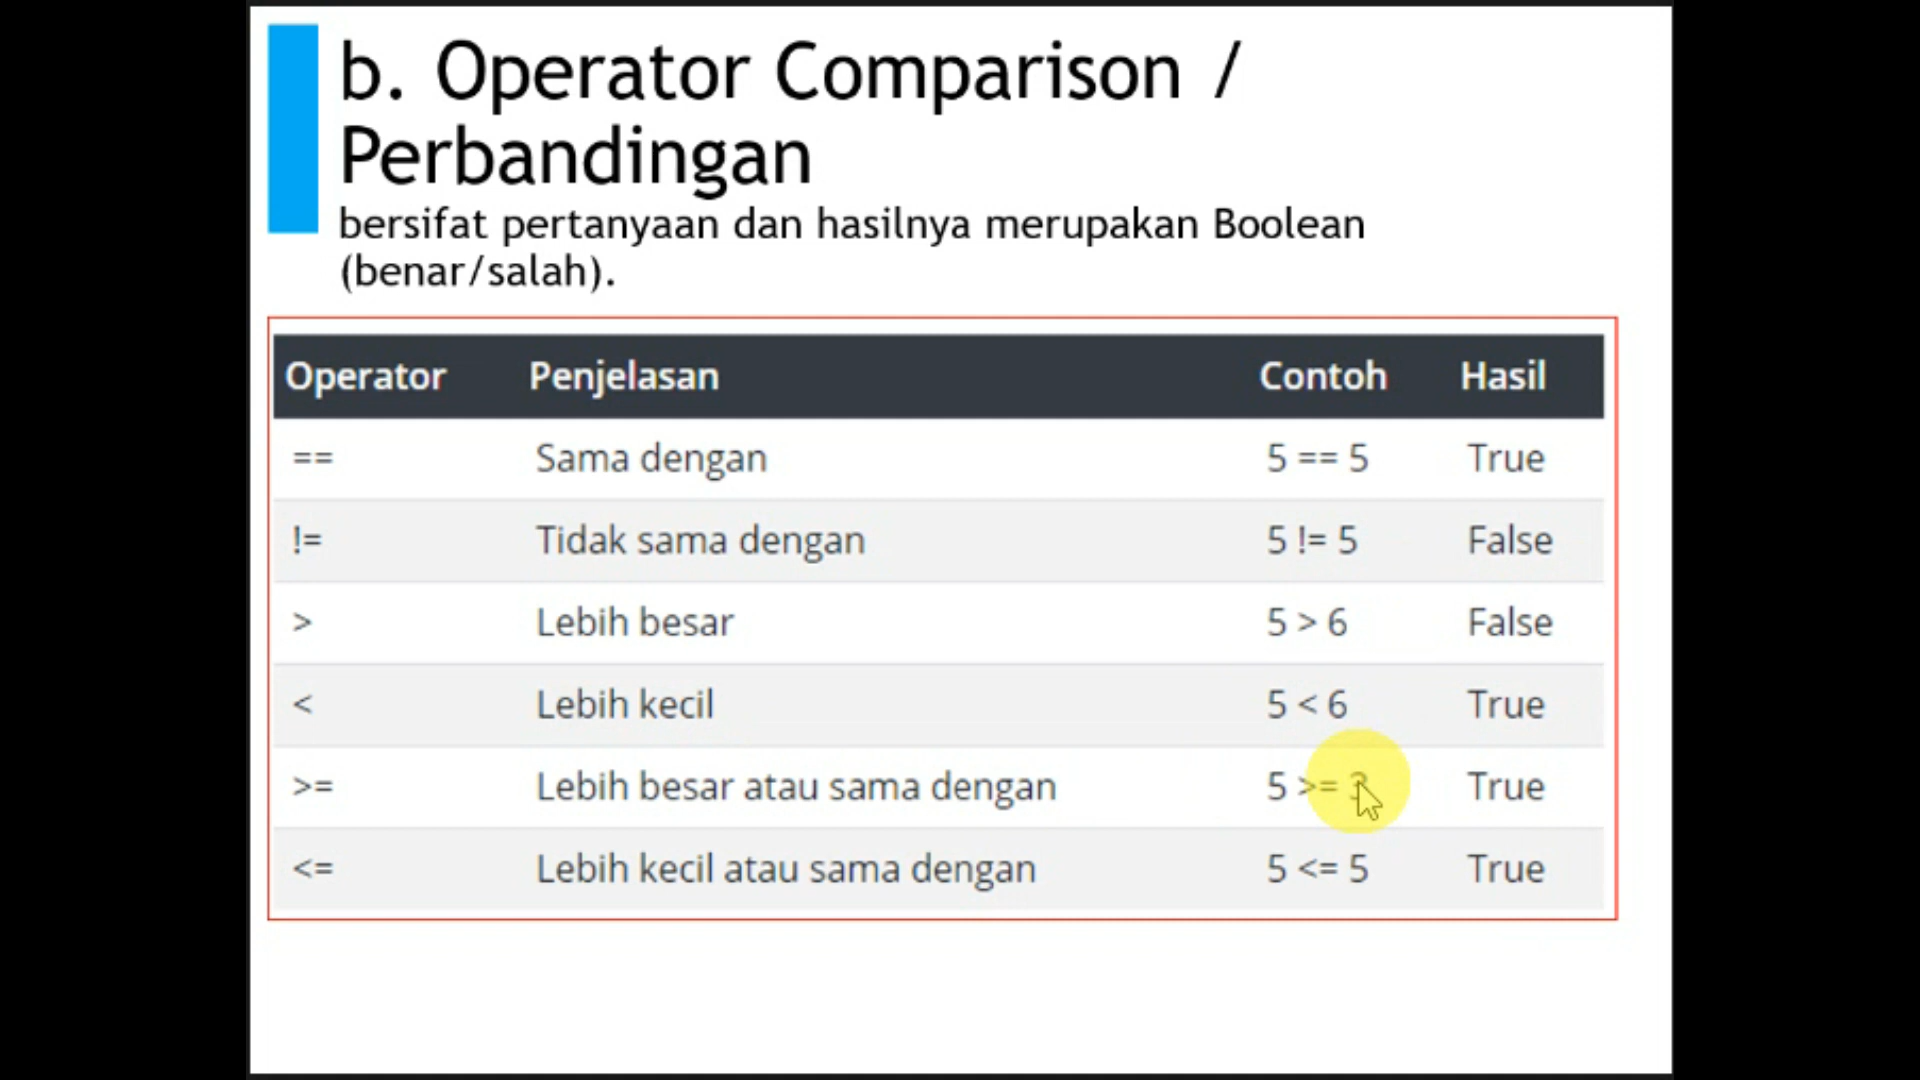 b. Operator Comparison /
Perbandingan
bersifat pertanyaan dan hasilnya merupakan Boolean
(benar/salah).
Operator Penjelasan Contoh Hasil
== Sama dengan 5 == 5 True
!= Tidak sama dengan 5 != 5 False
> Lebih besar 5 > 6 False
< Lebih kecil 5 < 6 True
>= Lebih besar atau sama dengan 5 >= 3 True
<= Lebih kecil atau sama dengan 5 <= 5 True